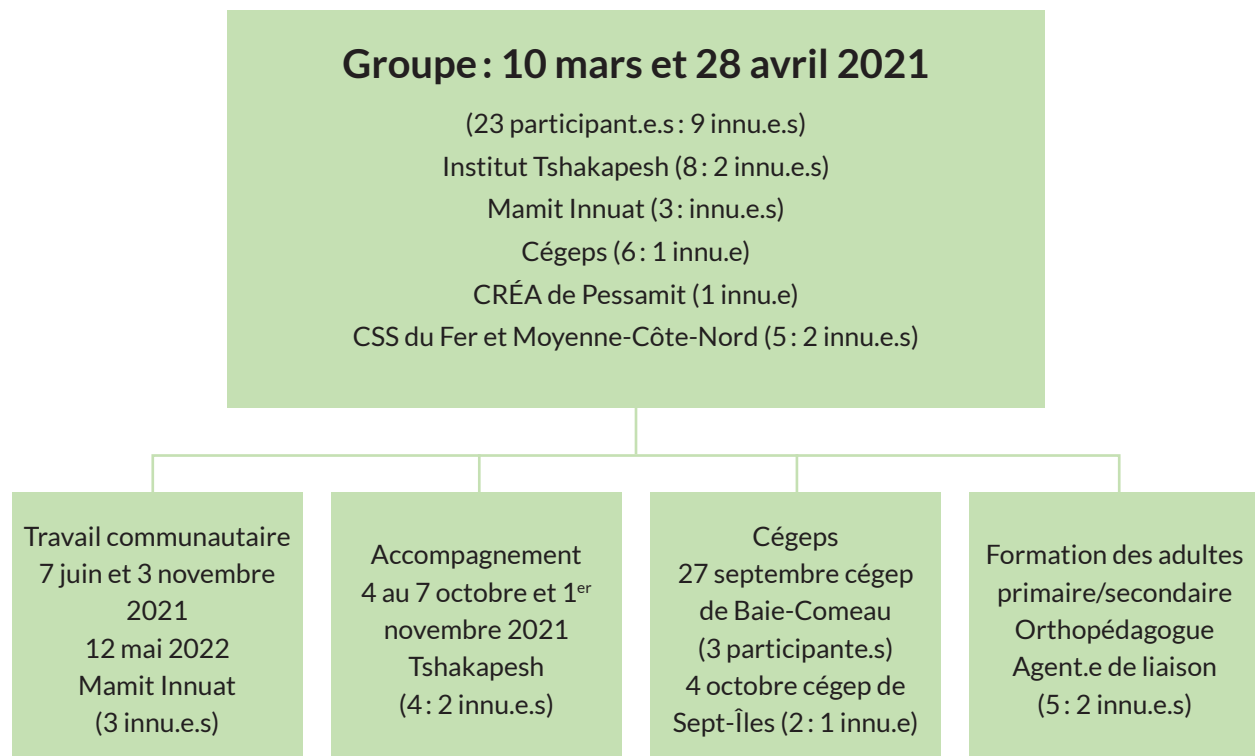 Groupe : 10 mars et 28 avril 2021
(23 participant.e.s : 9 innu.e.s)
Institut Tshakapesh (8 : 2 innu.e.s)
Mamit Innuat (3 : innu.e.s)
Cégeps (6 : 1 innu.e)
CRÉA de Pessamit (1 innu.e)
CSS du Fer et Moyenne-Côte-Nord (5 : 2 innu.e.s)
Travail communautaire
7 juin et 3 novembre
2021
12 mai 2022
Mamit Innuat
(3 innu.e.s)
Accompagnement
4 au 7 octobre et 1er
novembre 2021
Tshakapesh
(4 : 2 innu.e.s)
Cégeps
27 septembre cégep
de Baie-Comeau
(3 participante.s)
4 octobre cégep de
Sept-Îles (2 : 1 innu.e)
Formation des adultes
primaire/secondaire
Orthopédagogue
Agent.e de liaison
(5 : 2 innu.e.s)